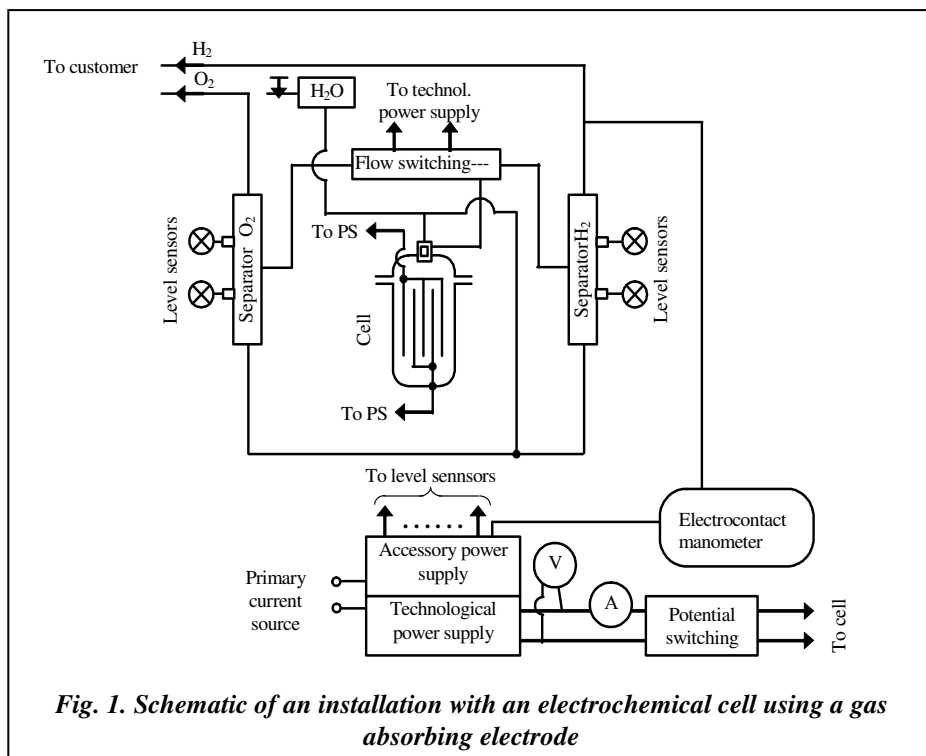 H₂
To customer
O₂
H₂O
To technol.
power supply
Flow switching---
Level sensors
Separator O₂
To PS
Cell
To PS
Separator H₂
Level sensors
To level sennsors
......
Accessory power
supply
Electrocontact
manometer
Primary
current
source
Technological
power supply
V
A
Potential
switching
To cell
Fig. 1. Schematic of an installation with an electrochemical cell using a gas
absorbing electrode